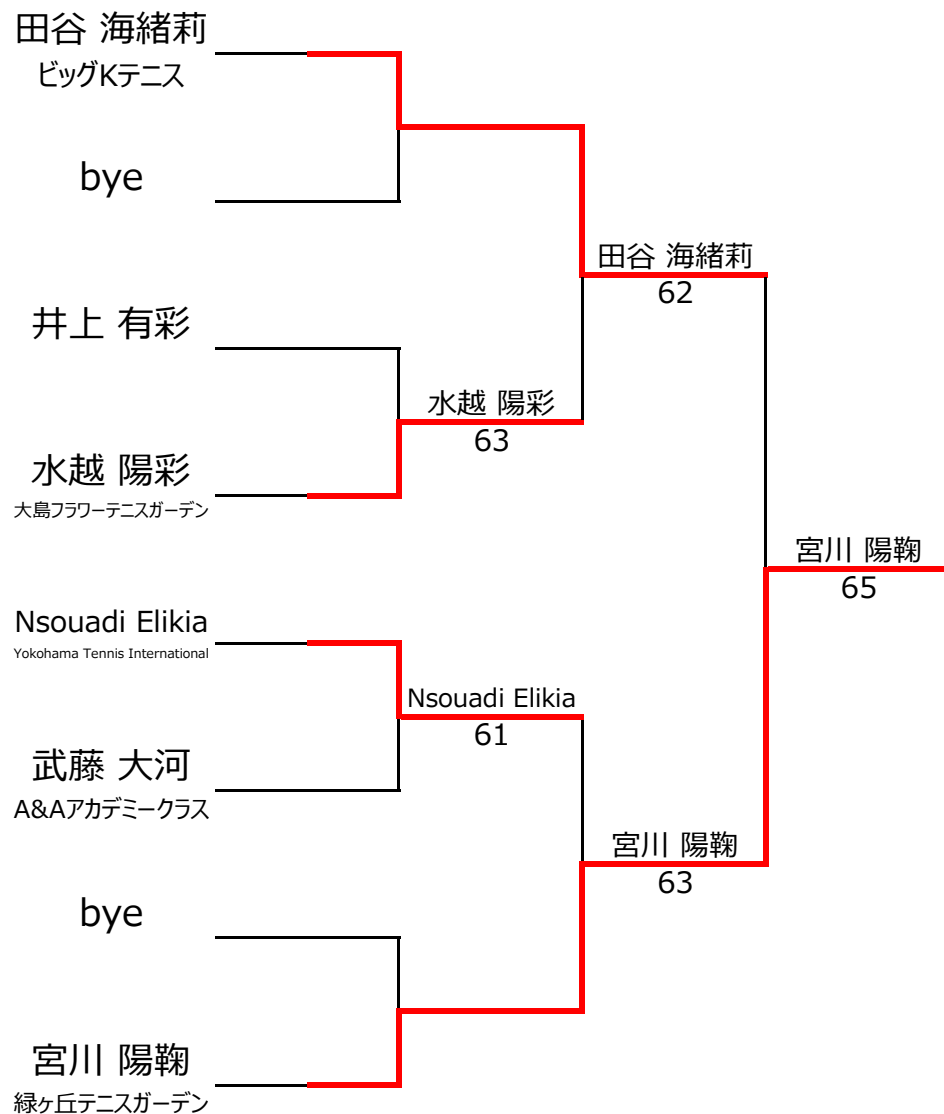 田谷 海緒莉
ビッグKテニス
bye
田谷 海緒莉
62
井上 有彩
水越 陽彩
63
水越 陽彩
大島フラワーテニスガーデン
宮川 陽鞠
65
Nsouadi Elikia
Yokohama Tennis International
Nsouadi Elikia
61
武藤 大河
A&Aアカデミークラス
宮川 陽鞠
63
bye
宮川 陽鞠
緑ヶ丘テニスガーデン